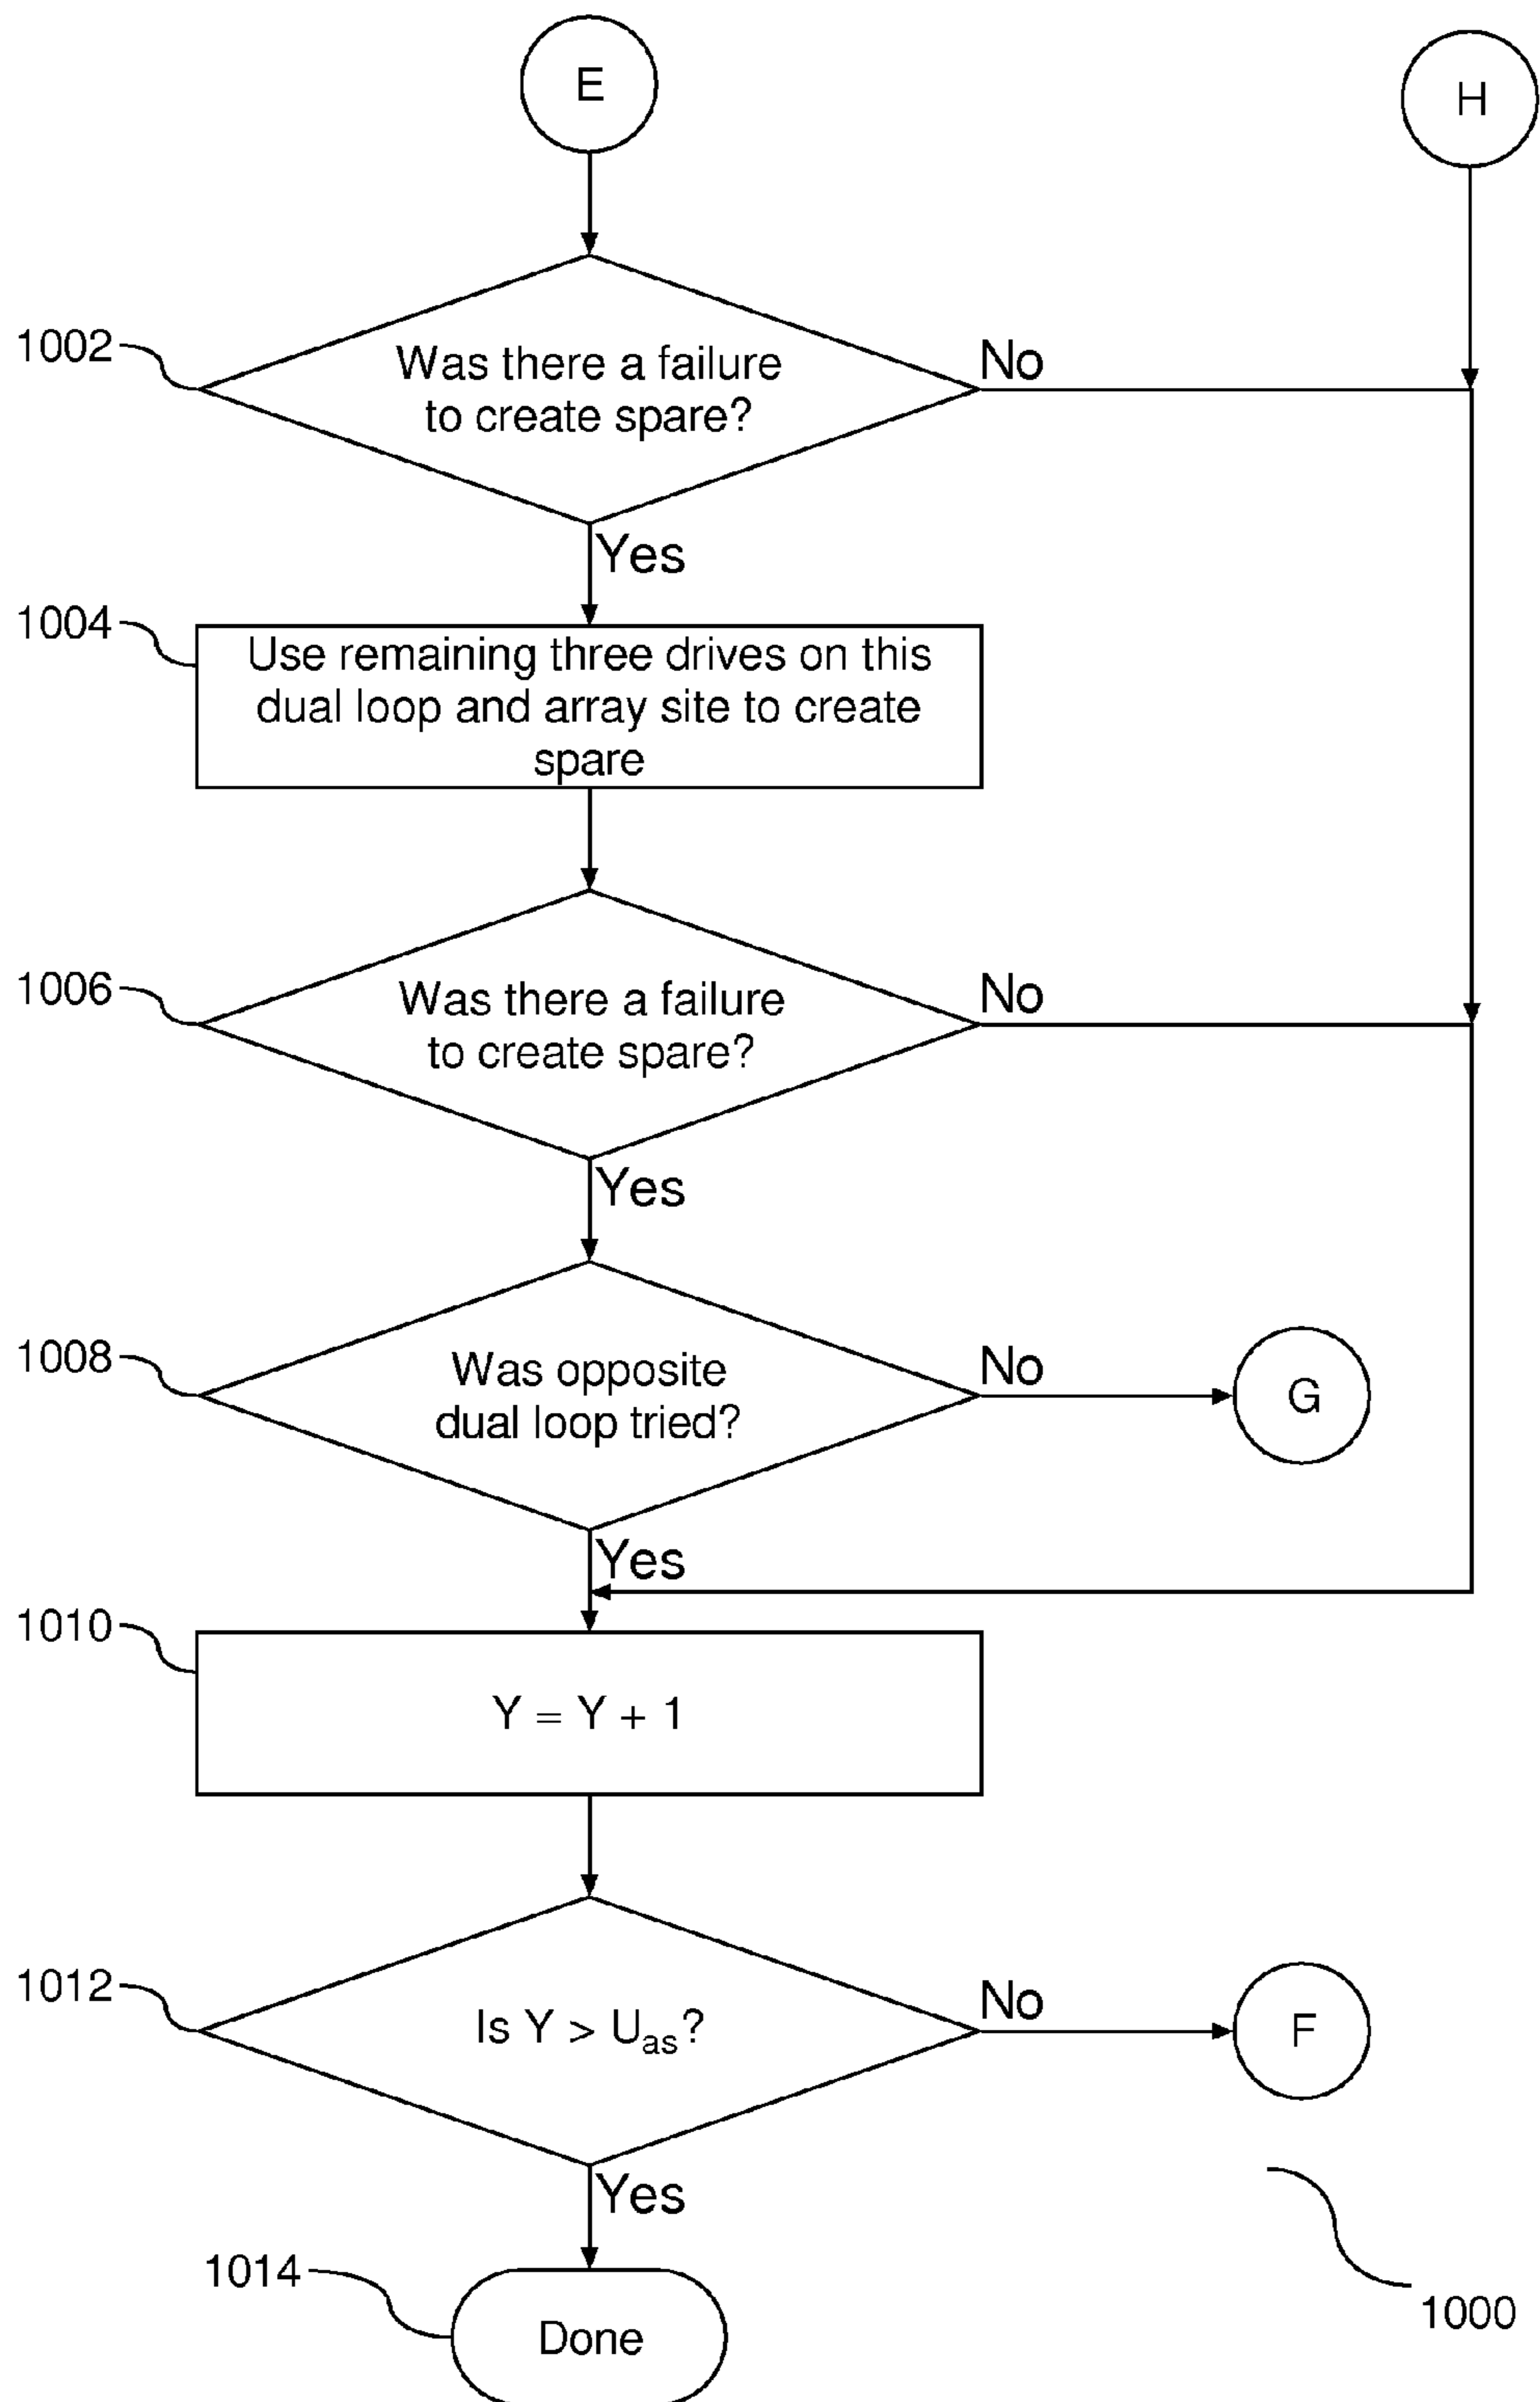 E
H
1002
Was there a failure
to create spare?
No
Yes
1004
Use remaining three drives on this
dual loop and array site to create
spare
1006
Was there a failure
to create spare?
No
Yes
1008
Was opposite
dual loop tried?
No
G
Yes
1010
Y = Y + 1
1012
Is Y > Uas?
No
F
Yes
1014
Done
1000